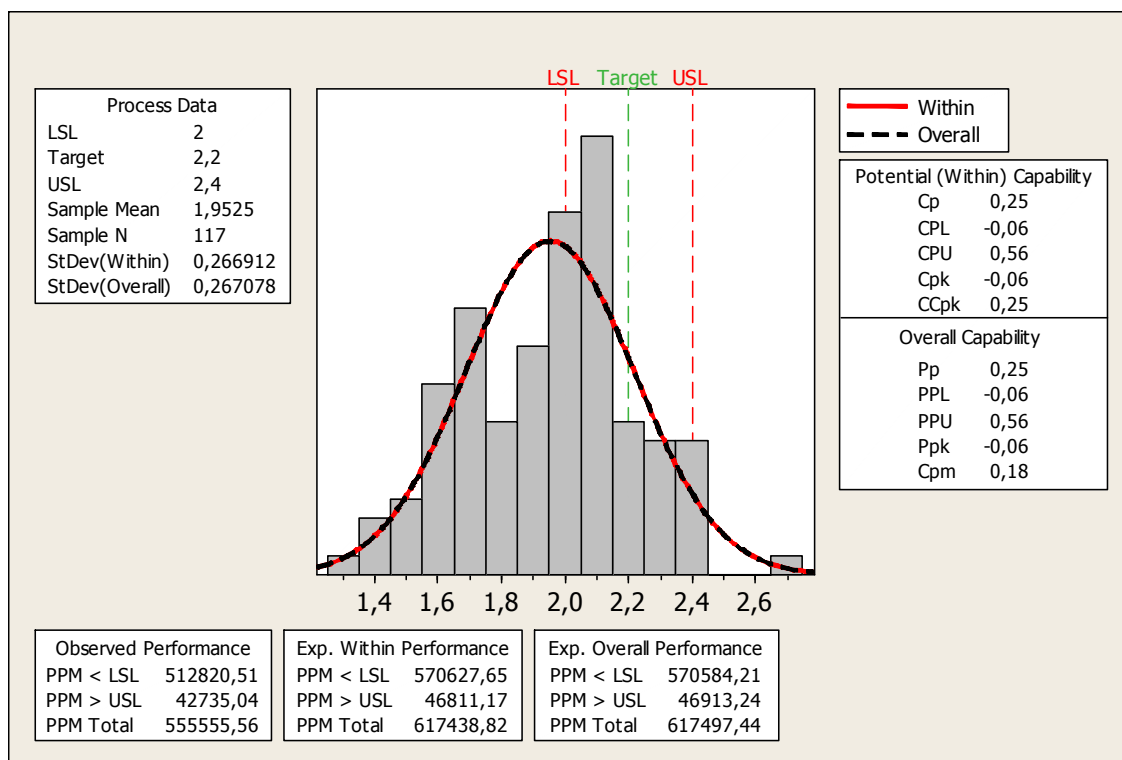 LSL Target USL
Process Data
LSL 2
Target 2,2
USL 2,4
Sample Mean 1,9525
Sample N 117
StDev(Within) 0,266912
StDev(Overall) 0,267078
Within
Overall
Potential (Within) Capability
Cp 0,25
CPL -0,06
CPU 0,56
Cpk -0,06
CCpk 0,25
Overall Capability
Pp 0,25
PPL -0,06
PPU 0,56
Ppk -0,06
Cpm 0,18
1,4 1,6 1,8 2,0 2,2 2,4 2,6
Observed Performance
PPM < LSL 512820,51
PPM > USL 42735,04
PPM Total 555555,56
Exp. Within Performance
PPM < LSL 570627,65
PPM > USL 46811,17
PPM Total 617438,82
Exp. Overall Performance
PPM < LSL 570584,21
PPM > USL 46913,24
PPM Total 617497,44